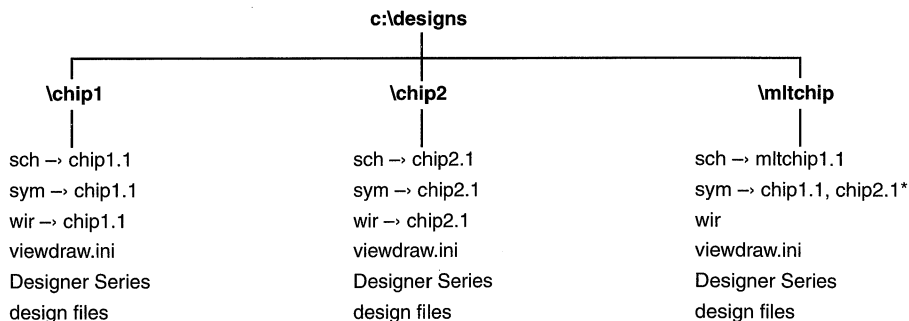 c:\designs
\chip1
sch –> chip1.1
sym –> chip1.1
wir –> chip1.1
viewdraw.ini
Designer Series
design files
\chip2
sch –> chip2.1
sym –> chip2.1
wir –> chip2.1
viewdraw.ini
Designer Series
design files
\mltchip
sch –> mltchip1.1
sym –> chip1.1, chip2.1*
wir
viewdraw.ini
Designer Series
design files